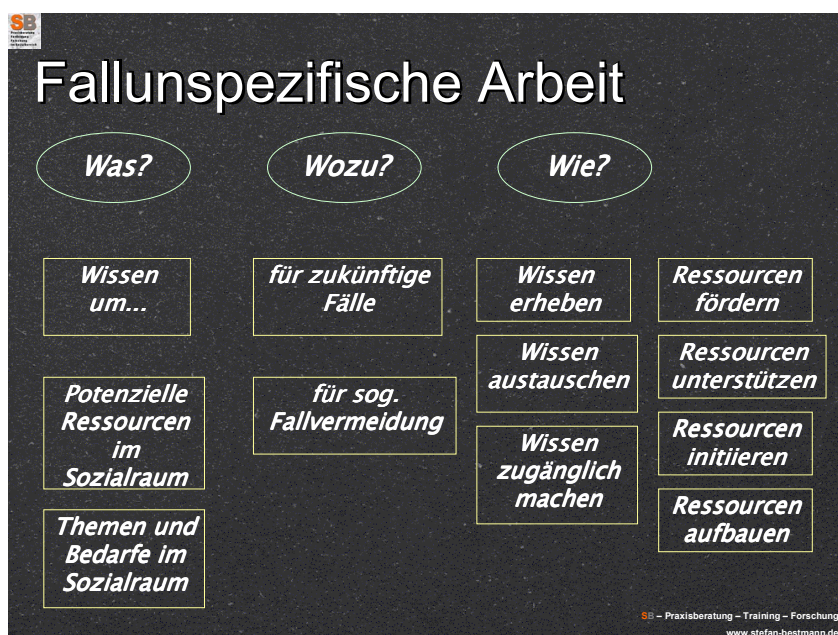 SB
Fallunspezifische Arbeit
Was?
Wozu?
Wie?
Wissen
um...
Potenzielle
Ressourcen
im
Sozialraum
Themen und
Bedarfe im
Sozialraum
für zukünftige
Fälle
für sog.
Fallvermeidung
Wissen
erheben
Wissen
austauschen
Wissen
zugänglich
machen
Ressourcen
fördern
Ressourcen
unterstützen
Ressourcen
initiieren
Ressourcen
aufbauen
SB – Praxisberatung – Training – Forschung
www.stefan-bestmann.de